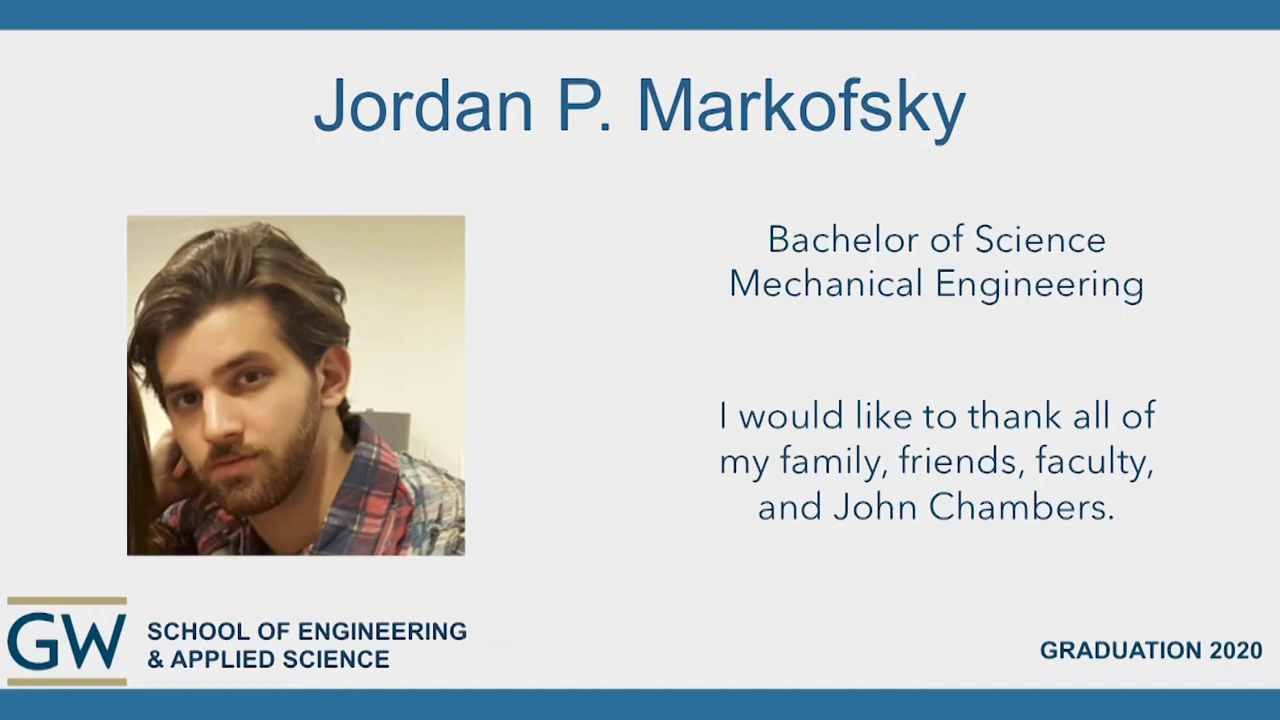 Jordan P. Markofsky
Bachelor of Science
Mechanical Engineering
I would like to thank all of
my family, friends, faculty,
and John Chambers.
GW
SCHOOL OF ENGINEERING
& APPLIED SCIENCE
GRADUATION 2020